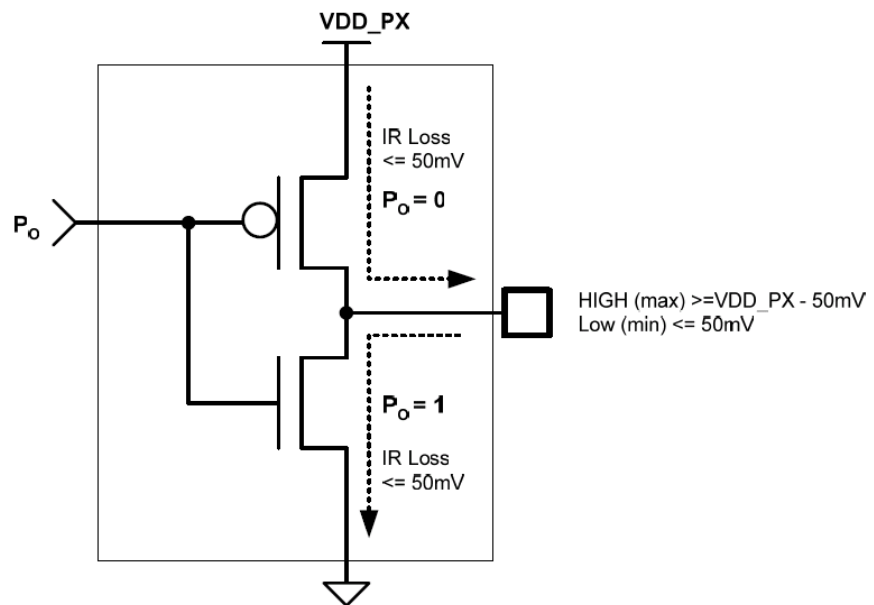 VDD_PX
IR Loss
<= 50mV
Po = 0
Po
HIGH (max) >=VDD_PX - 50mV
Low (min) <= 50mV
Po = 1
IR Loss
<= 50mV